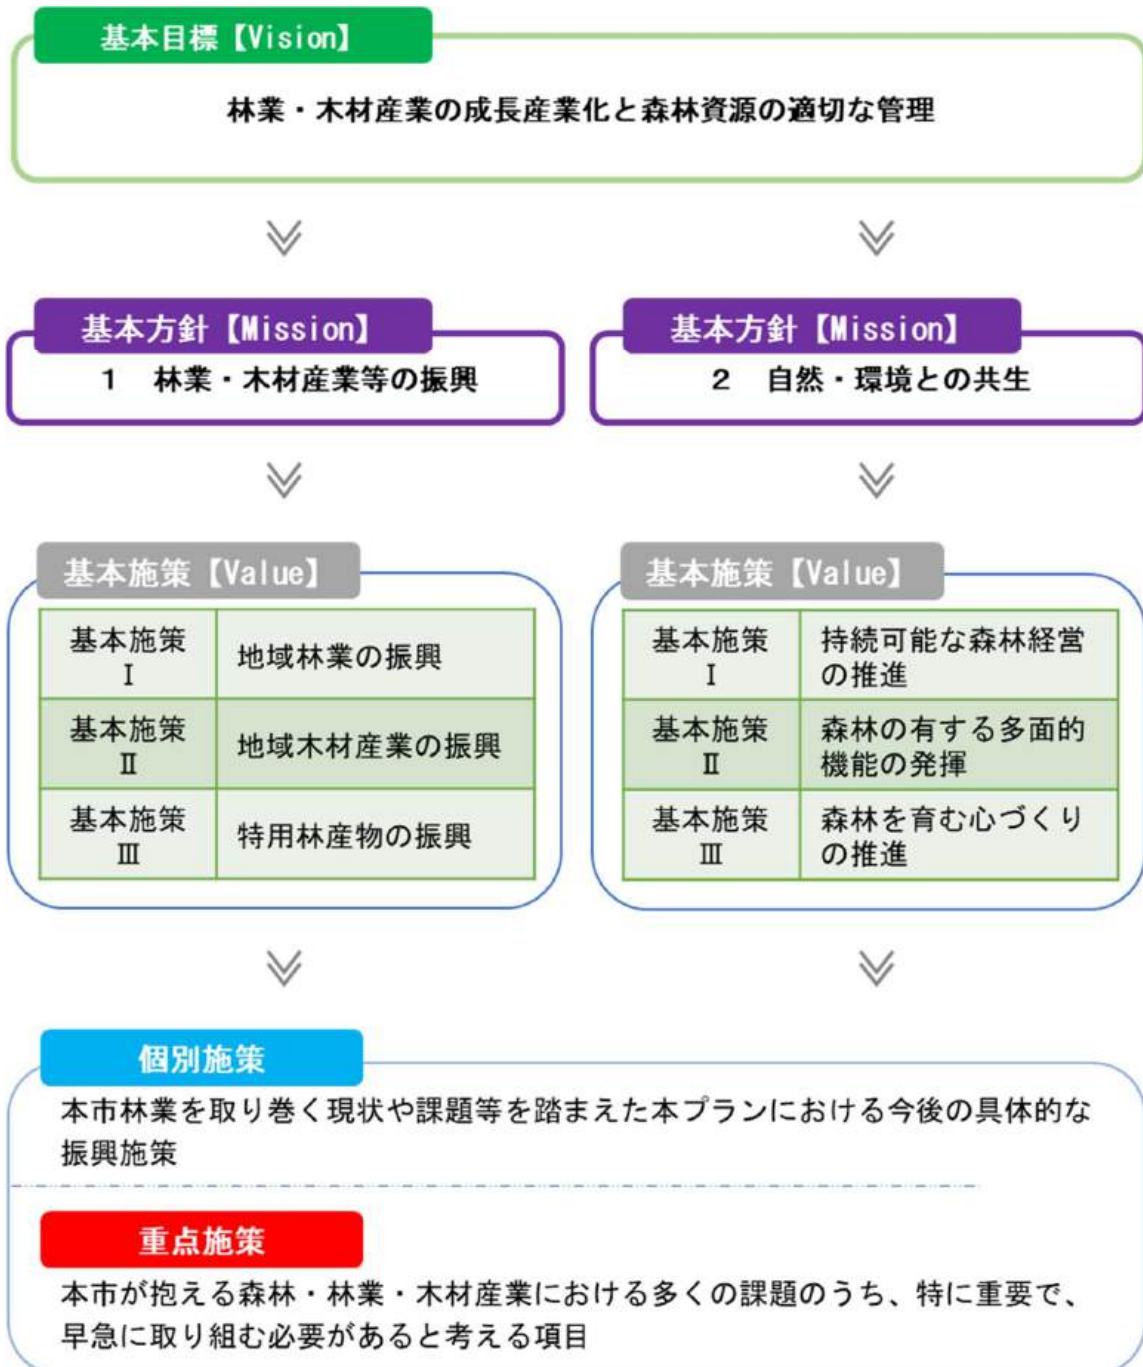 基本目標【Vision】
林業・木材産業の成長産業化と森林資源の適切な管理
基本方針【Mission】
1 林業・木材産業等の振興
基本方針【Mission】
2 自然・環境との共生
基本施策【Value】
基本施策
Ⅰ
地域林業の振興
基本施策
Ⅱ
地域木材産業の振興
基本施策
Ⅲ
特用林産物の振興
基本施策【Value】
基本施策
Ⅰ
持続可能な森林経営
の推進
基本施策
Ⅱ
森林の有する多面的
機能の発揮
基本施策
Ⅲ
森林を育む心づくり
の推進
個別施策
本市林業を取り巻く現状や課題等を踏まえた本プランにおける今後の具体的な
振興施策
重点施策
本市が抱える森林・林業・木材産業における多くの課題のうち、特に重要で、
早急に取り組む必要があると考える項目